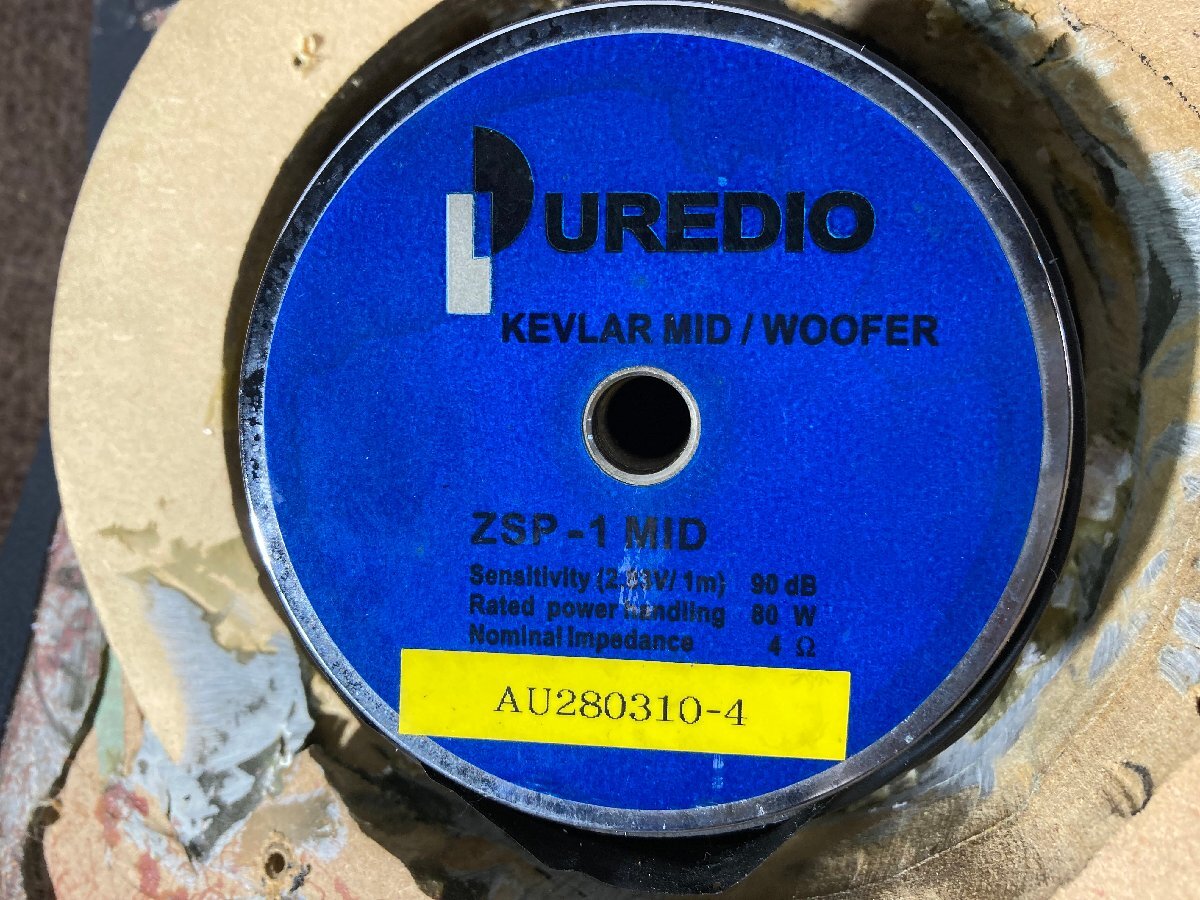 PUREDIO
KEVLAR MID / WOOFER
ZSP -1 MID
Sensitivity (2.83V/ 1m) 90 dB
Rated power handling 80 W
Nominal Impedance 4 Ω
AU280310-4